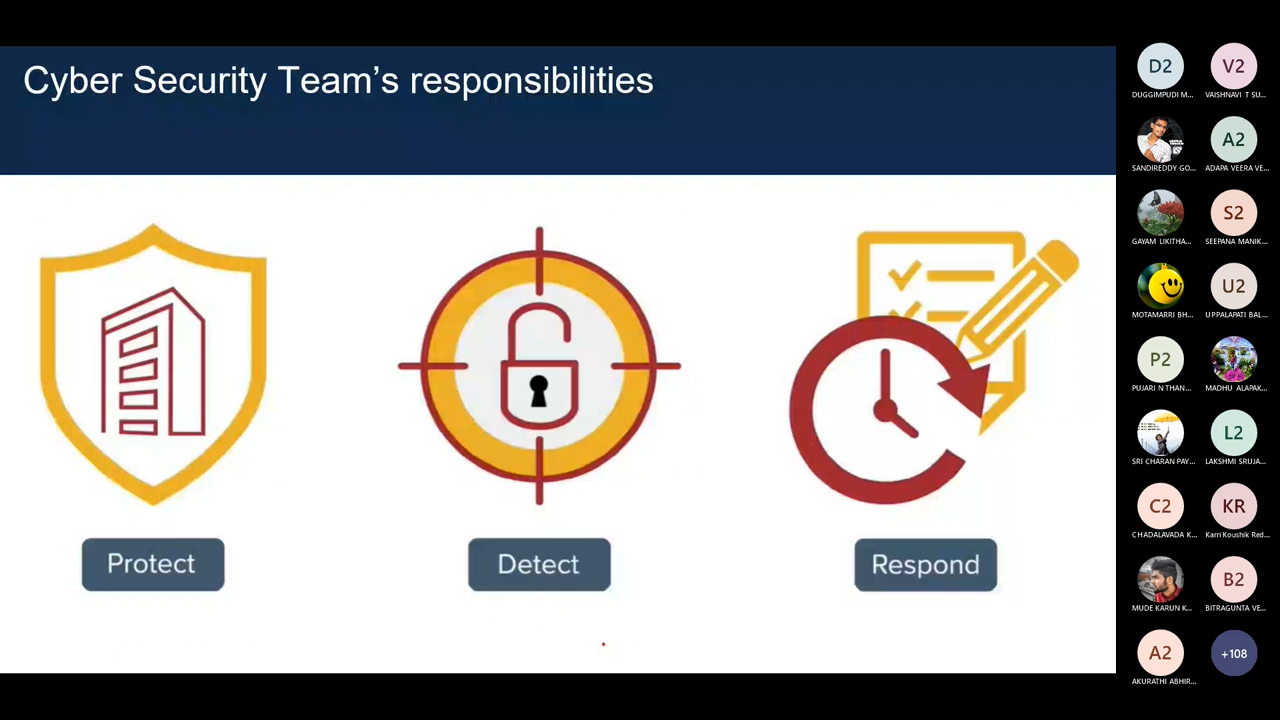 Cyber Security Team’s responsibilities
Protect
Detect
Respond
D2
V2
DUGGIMPUDI M...
VAISHNAVI T SU...
A2
SANDIREDDY GO...
ADAPA VEERA VE...
S2
GAYAM LIKITHA...
SEEPANA MANIK...
U2
MOTAMARRI BH...
UPPALAPATI BAL...
P2
PUJARI N THAN...
MADHU ALAPAK...
L2
SRI CHARAN PAY...
LAKSHMI SRUJA...
C2
KR
CHADALAVADA K...
Karri Koushik Red...
B2
MUDE KARUN K...
BITRAGUNTA VE...
A2
+108
AKURATHI ABHIR...